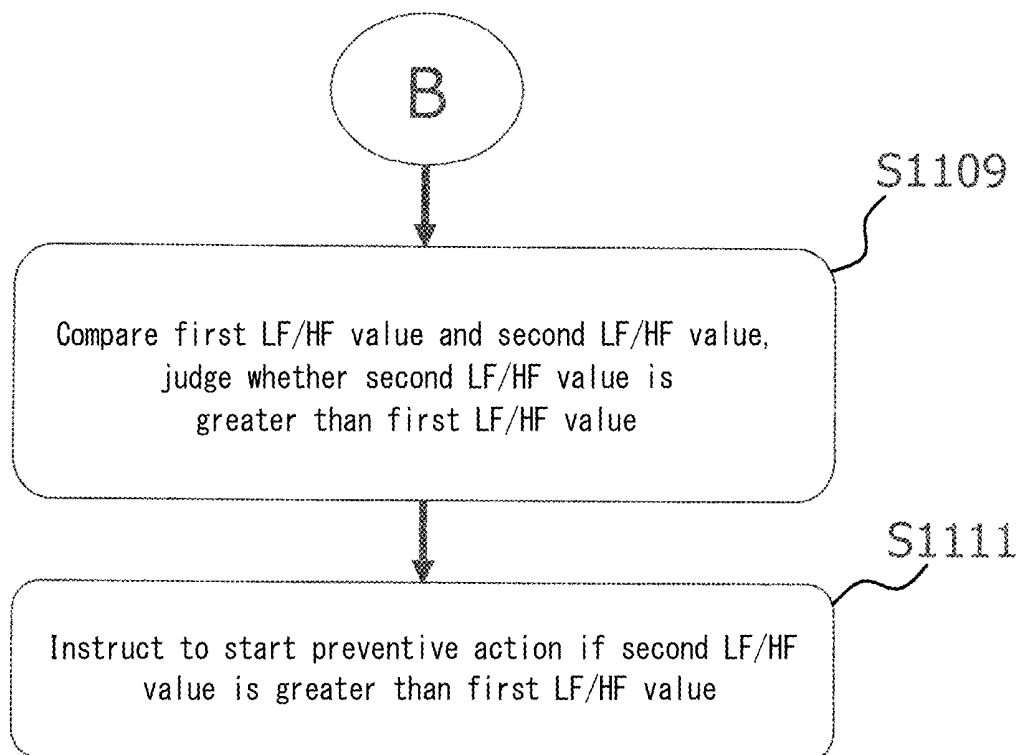 B
S1109
Compare first LF/HF value and second LF/HF value,
judge whether second LF/HF value is
greater than first LF/HF value
S1111
Instruct to start preventive action if second LF/HF
value is greater than first LF/HF value